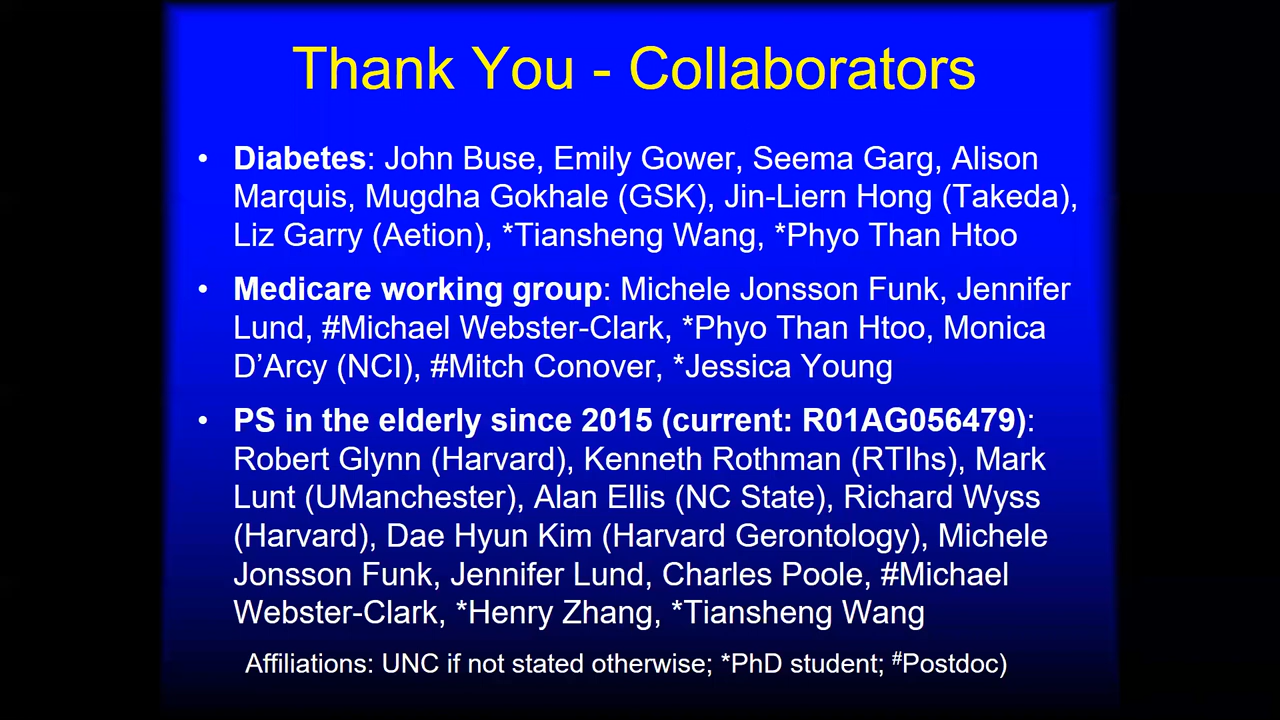 Thank You - Collaborators
• Diabetes: John Buse, Emily Gower, Seema Garg, Alison
Marquis, Mugdha Gokhale (GSK), Jin-Liern Hong (Takeda),
Liz Garry (Aetion), *Tiansheng Wang, *Phyo Than Htoo
• Medicare working group: Michele Jonsson Funk, Jennifer
Lund, #Michael Webster-Clark, *Phyo Than Htoo, Monica
D’Arcy (NCI), #Mitch Conover, *Jessica Young
• PS in the elderly since 2015 (current: R01AG056479):
Robert Glynn (Harvard), Kenneth Rothman (RTIhs), Mark
Lunt (UManchester), Alan Ellis (NC State), Richard Wyss
(Harvard), Dae Hyun Kim (Harvard Gerontology), Michele
Jonsson Funk, Jennifer Lund, Charles Poole, #Michael
Webster-Clark, *Henry Zhang, *Tiansheng Wang
Affiliations: UNC if not stated otherwise; *PhD student; #Postdoc)